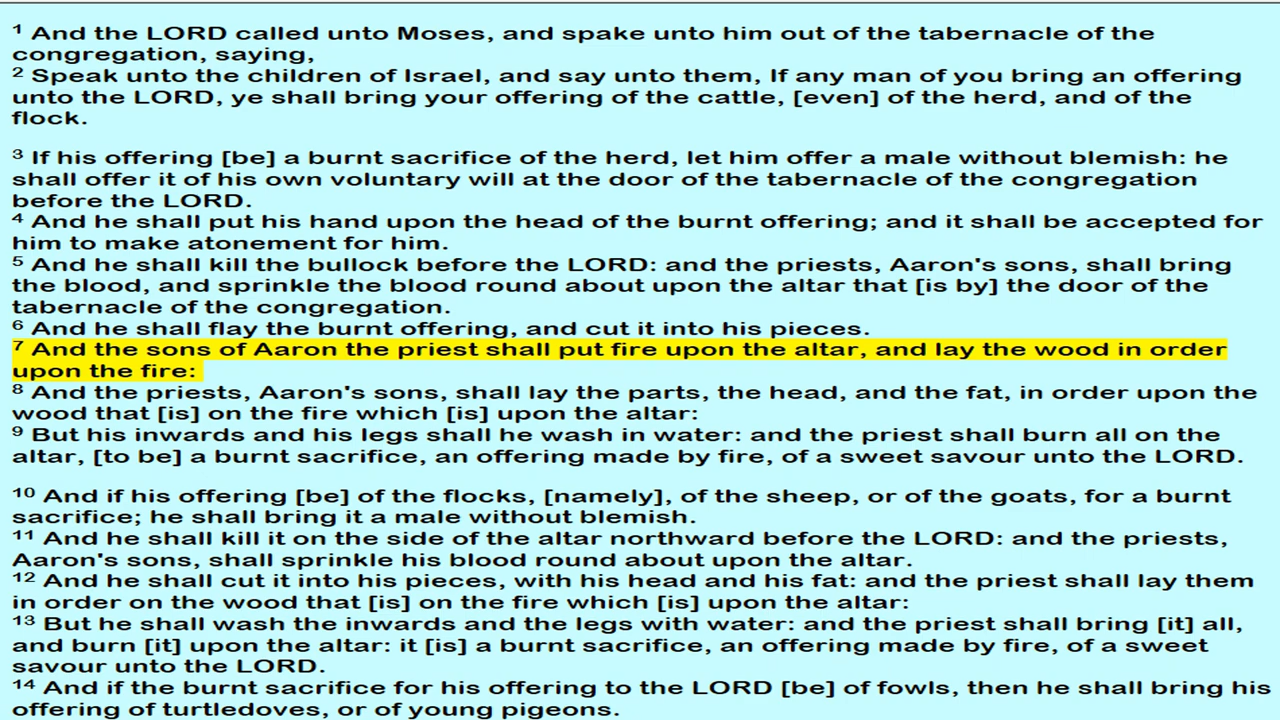 1 And the LORD called unto Moses, and spake unto him out of the tabernacle of the
congregation, saying,
2 Speak unto the children of Israel, and say unto them, If any man of you bring an offering
unto the LORD, ye shall bring your offering of the cattle, [even] of the herd, and of the
flock.
3 If his offering [be] a burnt sacrifice of the herd, let him offer a male without blemish: he
shall offer it of his own voluntary will at the door of the tabernacle of the congregation
before the LORD.
4 And he shall put his hand upon the head of the burnt offering; and it shall be accepted for
him to make atonement for him.
5 And he shall kill the bullock before the LORD: and the priests, Aaron's sons, shall bring
the blood, and sprinkle the blood round about upon the altar that [is by] the door of the
tabernacle of the congregation.
6 And he shall flay the burnt offering, and cut it into his pieces.
7 And the sons of Aaron the priest shall put fire upon the altar, and lay the wood in order
upon the fire:
8 And the priests, Aaron's sons, shall lay the parts, the head, and the fat, in order upon the
wood that [is] on the fire which [is] upon the altar:
9 But his inwards and his legs shall he wash in water: and the priest shall burn all on the
altar, [to be] a burnt sacrifice, an offering made by fire, of a sweet savour unto the LORD.
10 And if his offering [be] of the flocks, [namely], of the sheep, or of the goats, for a burnt
sacrifice; he shall bring it a male without blemish.
11 And he shall kill it on the side of the altar northward before the LORD: and the priests,
Aaron's sons, shall sprinkle his blood round about upon the altar.
12 And he shall cut it into his pieces, with his head and his fat: and the priest shall lay them
in order on the wood that [is] on the fire which [is] upon the altar:
13 But he shall wash the inwards and the legs with water: and the priest shall bring [it] all,
and burn [it] upon the altar: it [is] a burnt sacrifice, an offering made by fire, of a sweet
savour unto the LORD.
14 And if the burnt sacrifice for his offering to the LORD [be] of fowls, then he shall bring his
offering of turtledoves, or of young pigeons.